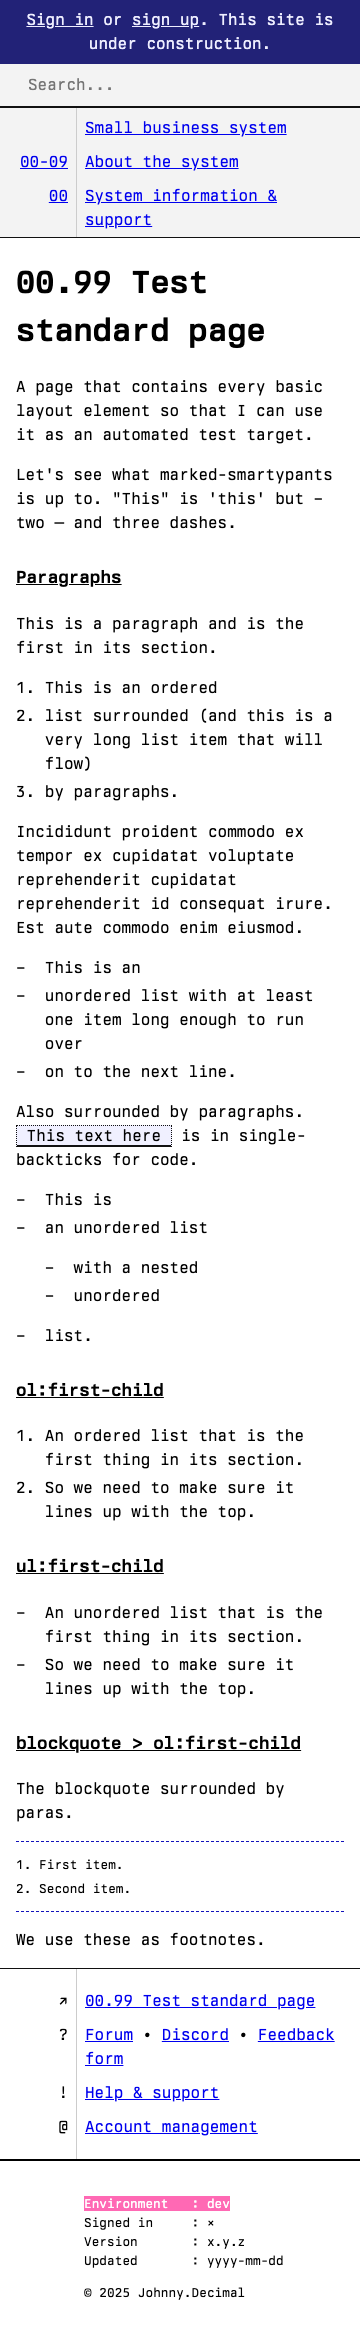 Sign in or sign up. This site is
under construction.
Search...
Small business system
00-09 About the system
00 System information &
support
00.99 Test
standard page
A page that contains every basic
layout element so that I can use
it as an automated test target.
Let's see what marked-smartypants
is up to. "This" is 'this' but –
two — and three dashes.
Paragraphs
This is a paragraph and is the
first in its section.
1. This is an ordered
2. list surrounded (and this is a
very long list item that will
flow)
3. by paragraphs.
Incididunt proident commodo ex
tempor ex cupidatat voluptate
reprehenderit cupidatat
reprehenderit id consequat irure.
Est aute commodo enim eiusmod.
– This is an
– unordered list with at least
one item long enough to run
over
– on to the next line.
Also surrounded by paragraphs.
This text here is in single-
backticks for code.
– This is
– an unordered list
– with a nested
– unordered
– list.
ol:first-child
1. An ordered list that is the
first thing in its section.
2. So we need to make sure it
lines up with the top.
ul:first-child
– An unordered list that is the
first thing in its section.
– So we need to make sure it
lines up with the top.
blockquote > ol:first-child
The blockquote surrounded by
paras.
1. First item.
2. Second item.
We use these as footnotes.
↗ 00.99 Test standard page
? Forum • Discord • Feedback
form
! Help & support
@ Account management
Environment : dev
Signed in : ×
Version : x.y.z
Updated : yyyy-mm-dd
© 2025 Johnny.Decimal